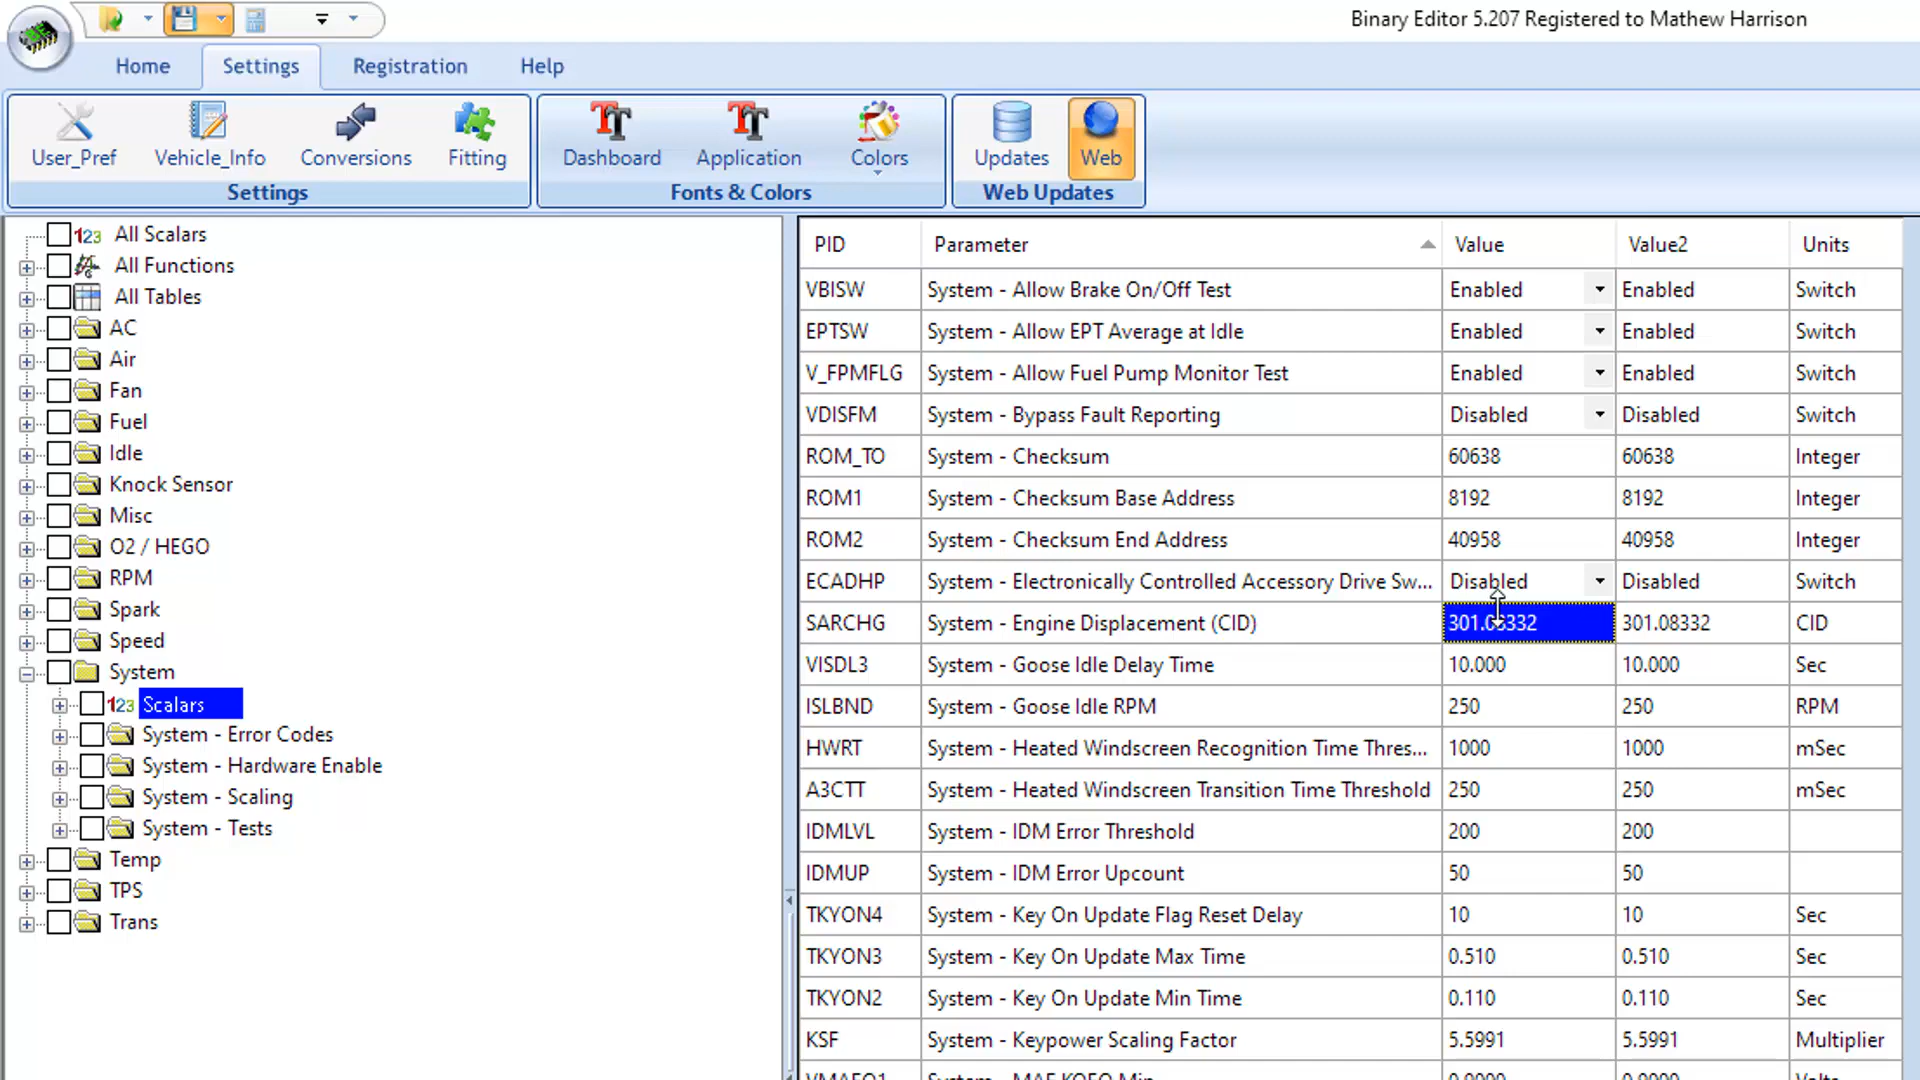 Binary Editor 5.207 Registered to Mathew Harrison
Home Settings Registration Help
User_Pref Vehicle_Info Conversions Fitting Dashboard Application Colors Updates Web
Settings Fonts & Colors Web Updates
123 All Scalars
All Functions
All Tables
AC
Air
Fan
Fuel
Idle
Knock Sensor
Misc
O2 / HEGO
RPM
Spark
Speed
System
123 Scalars
System - Error Codes
System - Hardware Enable
System - Scaling
System - Tests
Temp
TPS
Trans
PID Parameter Value Value2 Units
VBISW System - Allow Brake On/Off Test Enabled Enabled Switch
EPTSW System - Allow EPT Average at Idle Enabled Enabled Switch
V_FPMFLG System - Allow Fuel Pump Monitor Test Enabled Enabled Switch
VDISFM System - Bypass Fault Reporting Disabled Disabled Switch
ROM_TO System - Checksum 60638 60638 Integer
ROM1 System - Checksum Base Address 8192 8192 Integer
ROM2 System - Checksum End Address 40958 40958 Integer
ECADHP System - Electronically Controlled Accessory Drive Sw... Disabled Disabled Switch
SARCHG System - Engine Displacement (CID) 301.08332 301.08332 CID
VISDL3 System - Goose Idle Delay Time 10.000 10.000 Sec
ISLBND System - Goose Idle RPM 250 250 RPM
HWRT System - Heated Windscreen Recognition Time Thres... 1000 1000 mSec
A3CTT System - Heated Windscreen Transition Time Threshold 250 250 mSec
IDMLVL System - IDM Error Threshold 200 200
IDMUP System - IDM Error Upcount 50 50
TKYON4 System - Key On Update Flag Reset Delay 10 10 Sec
TKYON3 System - Key On Update Max Time 0.510 0.510 Sec
TKYON2 System - Key On Update Min Time 0.110 0.110 Sec
KSF System - Keypower Scaling Factor 5.5991 5.5991 Multiplier